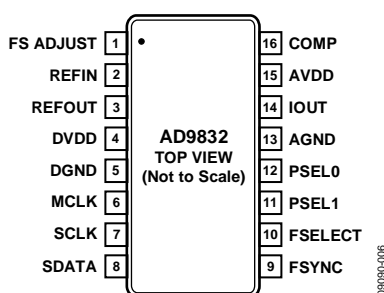 FS ADJUST 1 16 COMP
REFIN 2 15 AVDD
REFOUT 3 14 IOUT
DVDD 4 AD9832 13 AGND
TOP VIEW
DGND 5 (Not to Scale) 12 PSEL0
MCLK 6 11 PSEL1
SCLK 7 10 FSELECT
SDATA 8 9 FSYNC
09090-006